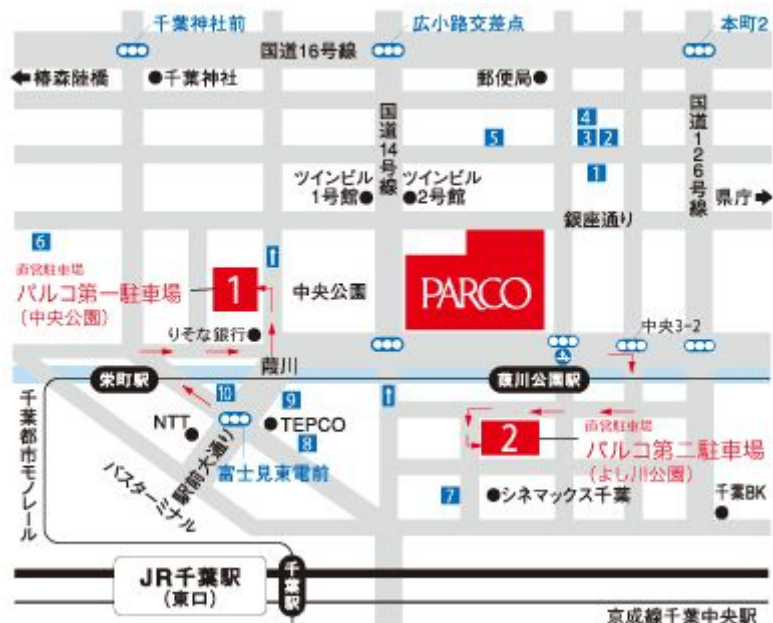 千葉神社前
広小路交差点
本町2
国道16号線
椿森陸橋
千葉神社
郵便局
国道14号線
国道126号線
4
5
3
2
1
ツインビル
1号館
ツインビル
2号館
県庁
銀座通り
6
直営駐車場
パルコ第一駐車場
(中央公園)
1
中央公園
PARCO
りそな銀行
中央3-2
葭川
栄町駅
葭川公園駅
10
9
NTT
TEPCO
8
富士見東電前
駅前大通り
バスターミナル
千葉都市モノレール
2
直営駐車場
パルコ第二駐車場
(よし川公園)
7
シネマックス千葉
千葉BK
JR千葉駅
(東口)
千葉駅
京成線千葉中央駅